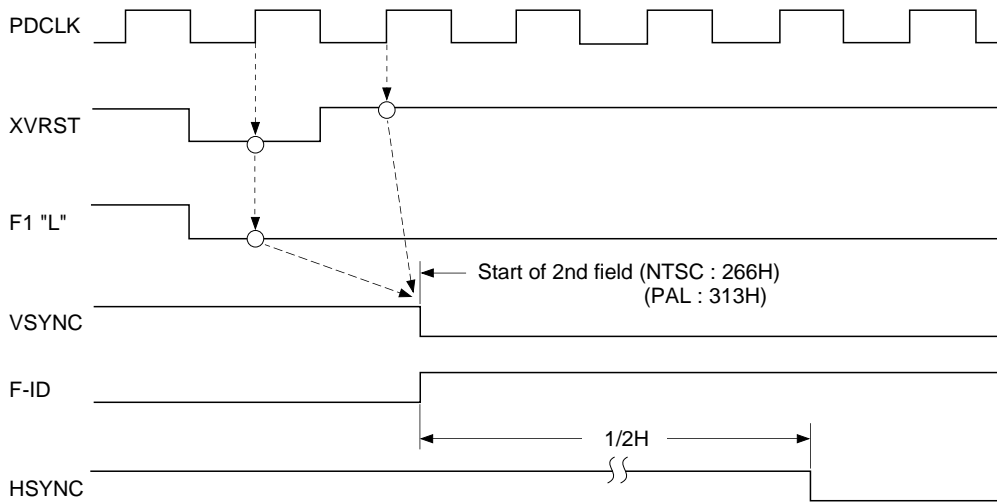 PDCLK
XVRST
F1 "L"
Start of 2nd field (NTSC : 266H)
(PAL : 313H)
VSYNC
F-ID
1/2H
HSYNC